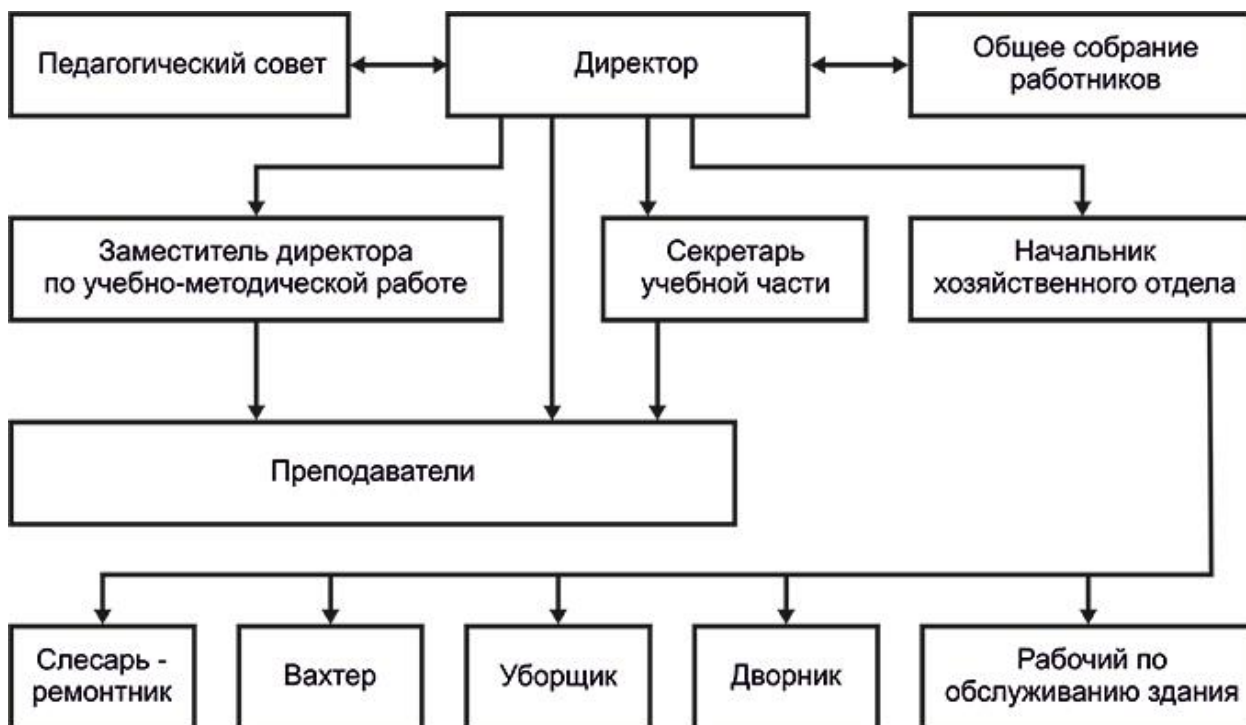 Педагогический совет
Директор
Общее собрание
работников
Заместитель директора
по учебно-методической работе
Секретарь
учебной части
Начальник
хозяйственного отдела
Преподаватели
Слесарь -
ремонтник
Вахтер
Уборщик
Дворник
Рабочий по
обслуживанию здания